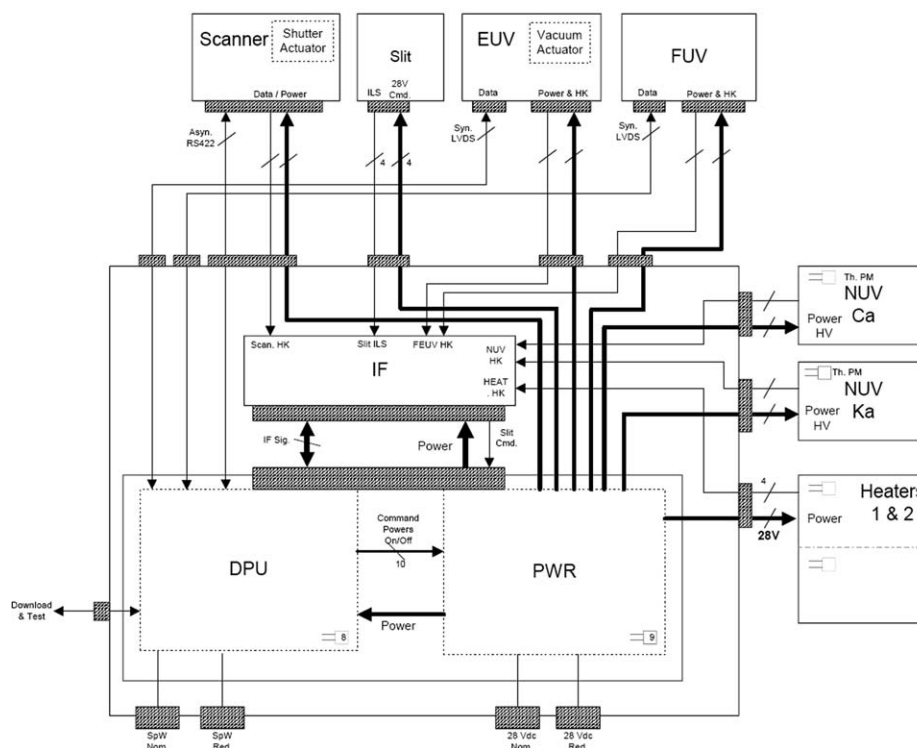 Scanner
Shutter
Actuator
Data / Power
Slit
ILS
28V
Cmd.
EUV
Vacuum
Actuator
Data
Power & HK
FUV
Data
Power & HK
Asyn.
RS422
4
4
Syn.
LVDS
Syn.
LVDS
Th. PM
NUV
Ca
Power
HV
Scan. HK
Slit ILS
FEUV HK
NUV
HK
IF
HEAT
. HK
Th. PM
NUV
Ka
Power
HV
IF Sig.
Power
Slit
Cmd.
4
Heaters
1 & 2
Power
28V
Command
Powers
On/Off
10
DPU
PWR
Power
8
9
Download
& Test
SpW
Nom
SpW
Red
28 Vdc
Nom
28 Vdc
Red